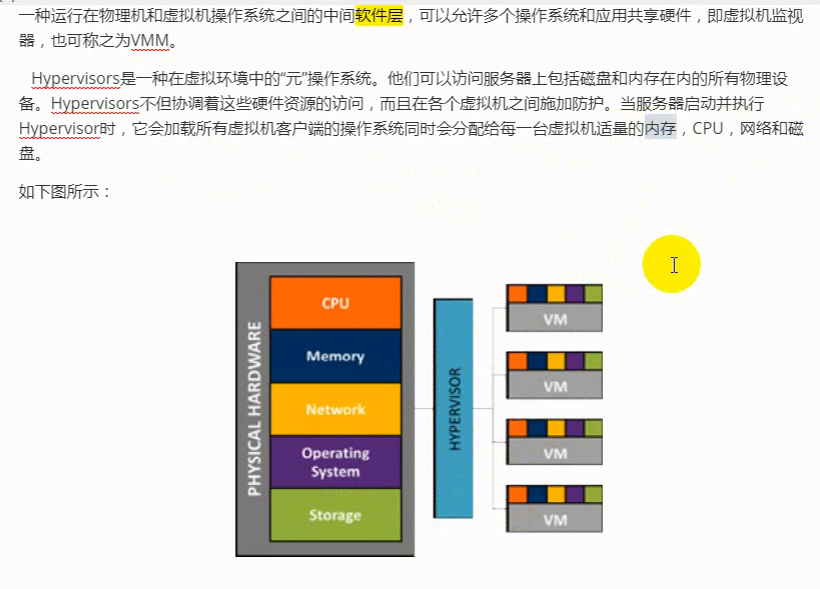 一种运行在物理机和虚拟机操作系统之间的中间软件层，可以允许多个操作系统和应用共享硬件，即虚拟机监视
器，也可称之为VMM。
Hypervisors是一种在虚拟环境中的“元”操作系统。他们可以访问服务器上包括磁盘和内存在内的所有物理设
备。Hypervisors不但协调着这些硬件资源的访问，而且在各个虚拟机之间施加防护。当服务器启动并执行
Hypervisor时，它会加载所有虚拟机客户端的操作系统同时会分配给每一台虚拟机适量的内存，CPU，网络和磁
盘。
如下图所示：
PHYSICAL HARDWARE
CPU
Memory
Network
Operating
System
Storage
HYPERVISOR
VM
VM
VM
VM